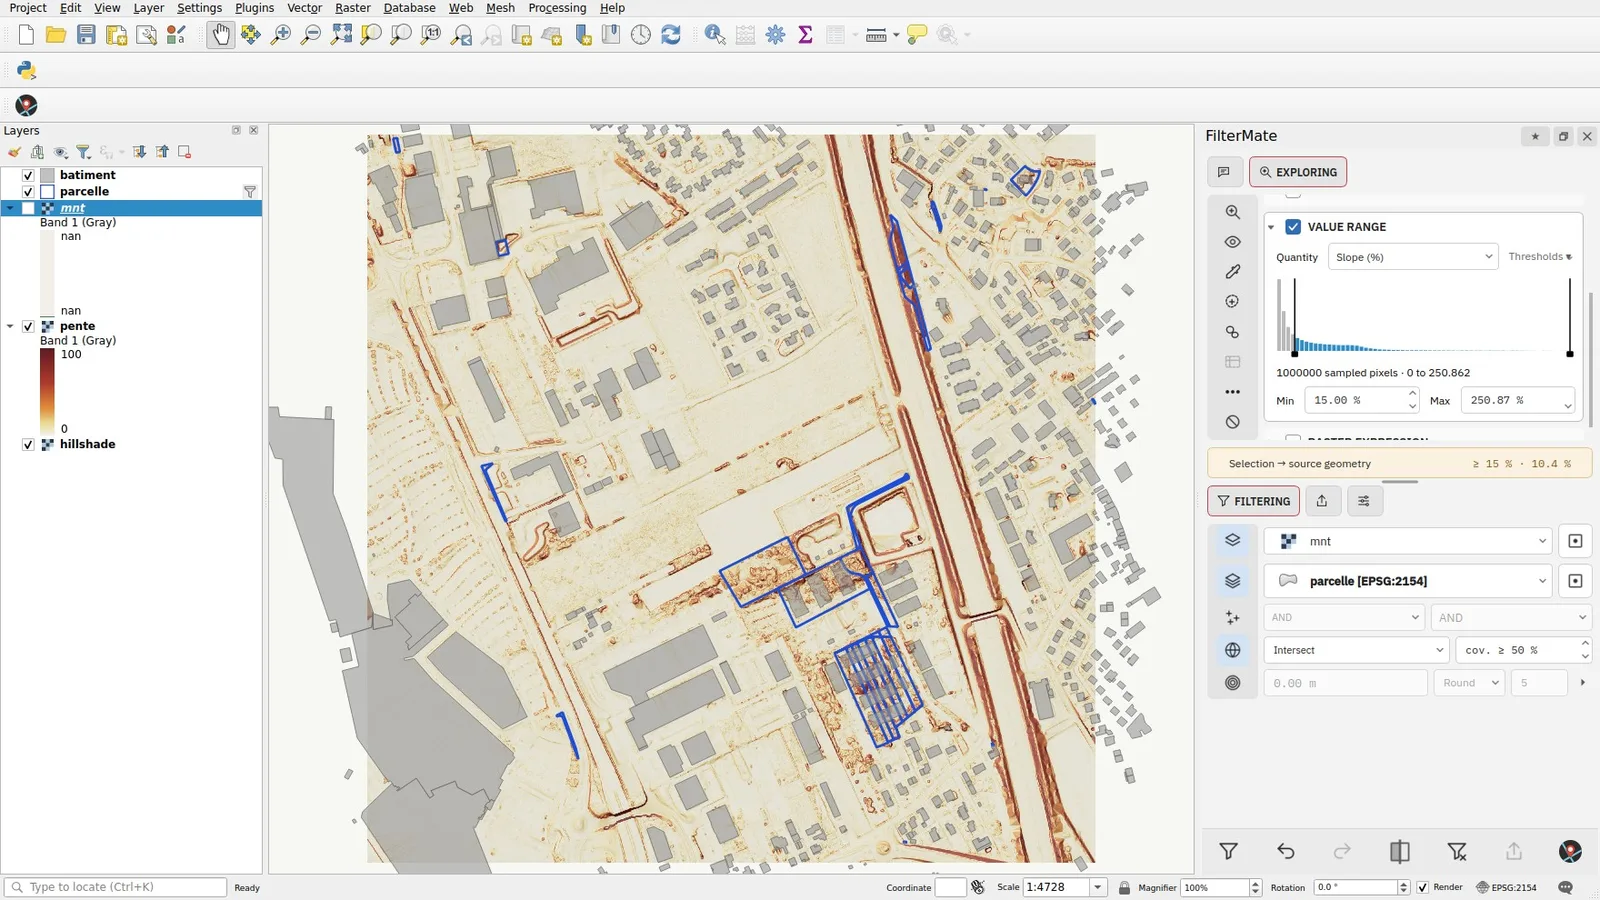 Project Edit View Layer Settings Plugins Vector Raster Database Web Mesh Processing Help
Layers
batiment
parcelle
mnt
Band 1 (Gray)
nan
nan
pente
Band 1 (Gray)
100
0
hillshade
FilterMate
EXPLORING
VALUE RANGE
Quantity Slope (%) Thresholds
1000000 sampled pixels · 0 to 250.862
Min 15.00 % Max 250.87 %
Selection → source geometry ≥ 15 % · 10.4 %
FILTERING
mnt
parcelle [EPSG:2154]
AND AND
Intersect cov. ≥ 50 %
0.00 m Round 5
Type to locate (Ctrl+K) Ready Coordinate Scale 1:4728 Magnifier 100% Rotation 0.0 ° Render EPSG:2154